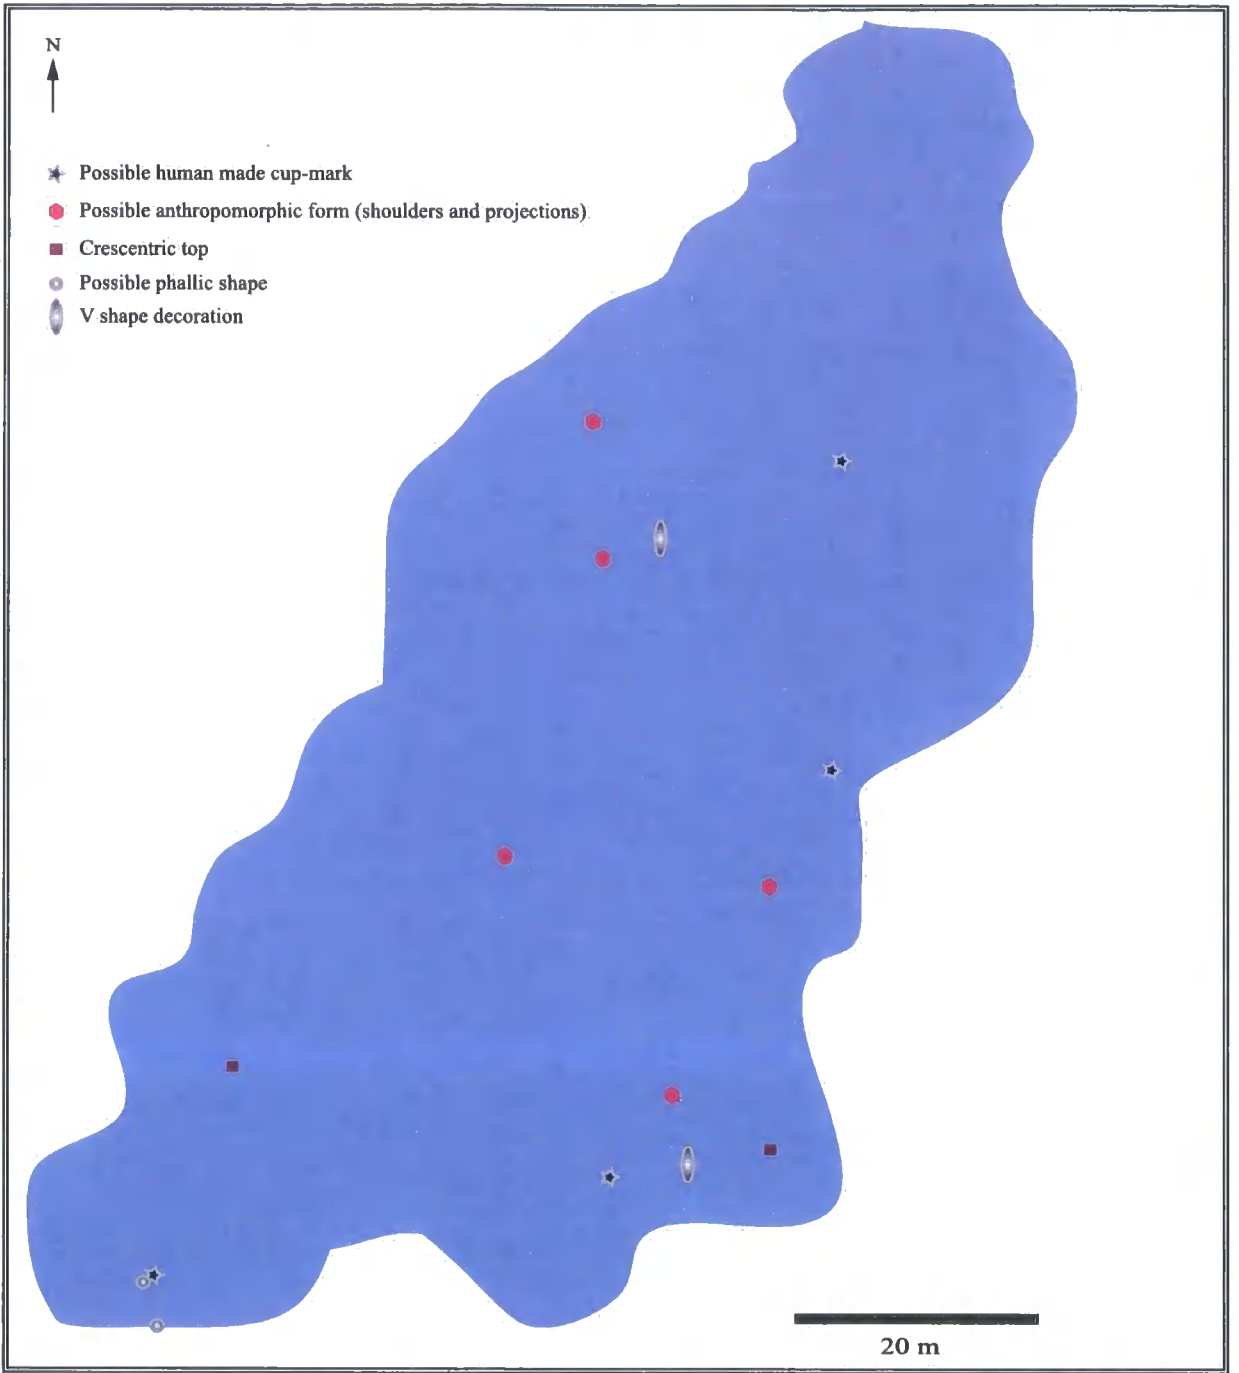 N
Possible human made cup-mark
Possible anthropomorphic form (shoulders and projections)
Crescentric top
Possible phallic shape
V shape decoration
20 m